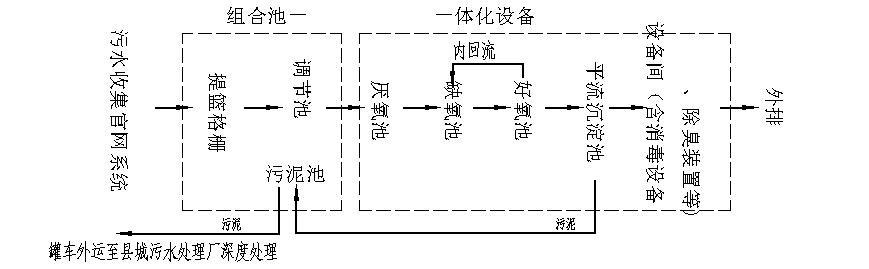 组合池一
一体化设备
污水收集官网系统
提篮格栅
调节池
污泥池
厌氧池
缺氧池
内回流
好氧池
平流沉淀池
设备间（含消毒设备
、除臭装置等）
外排
污泥
污泥
罐车外运至县城污水处理厂深度处理